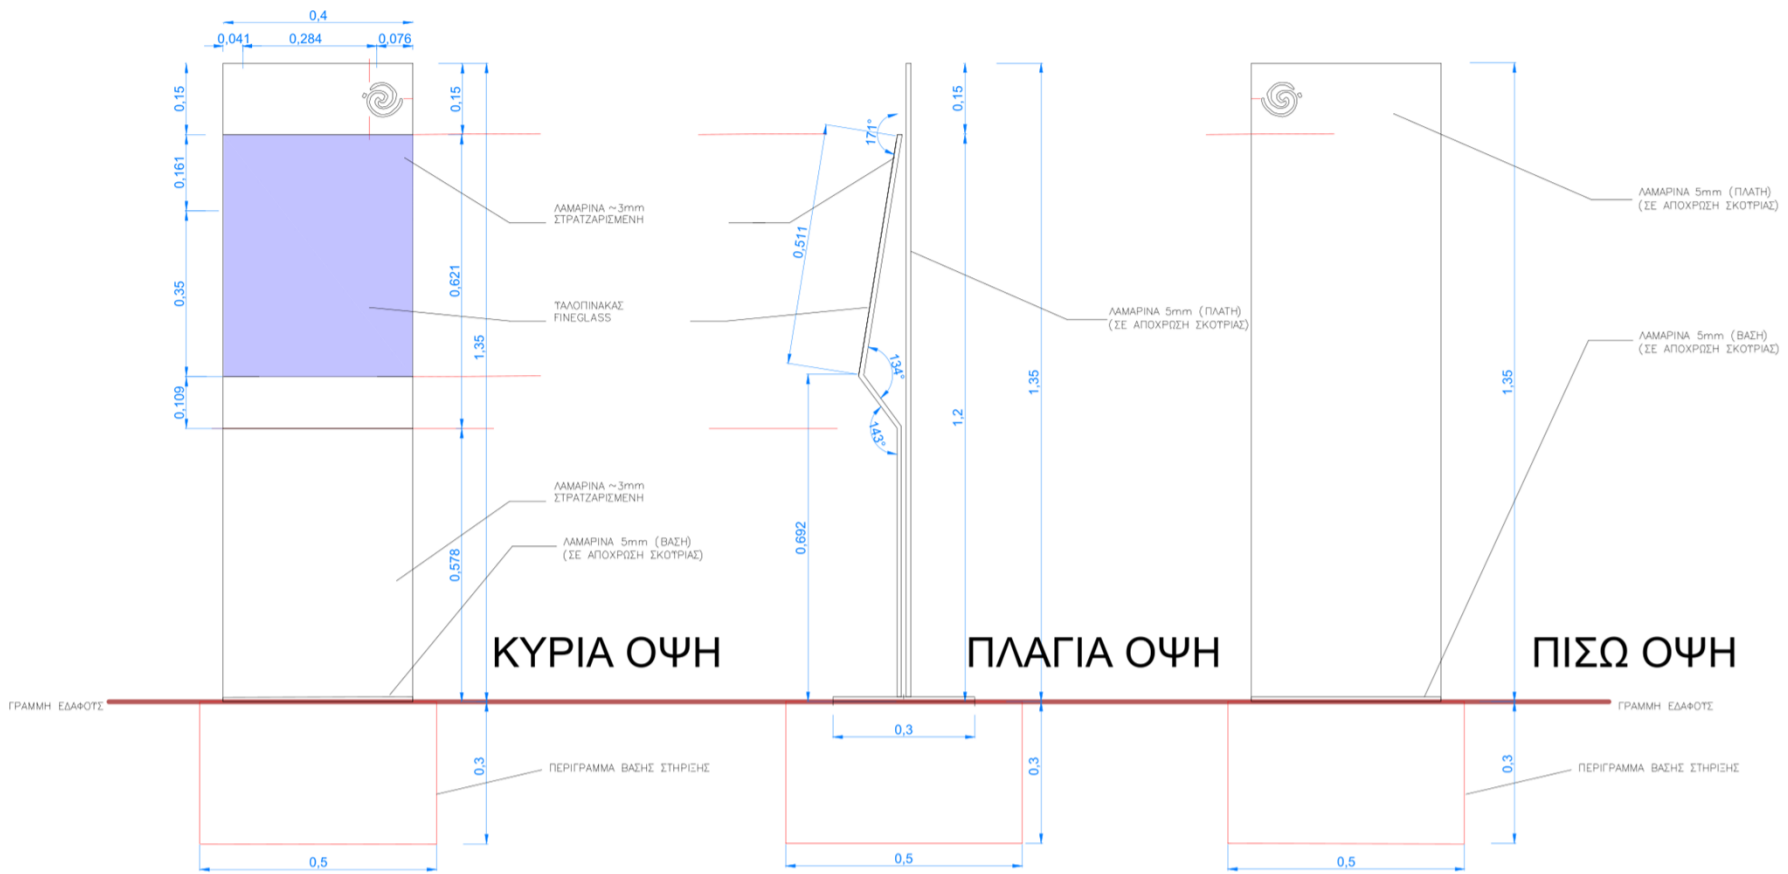 0,4
0,041
0,284
0,076
0,15
0,161
0,35
0,109
0,15
0,621
1,35
0,578
ΛΑΜΑΡΙΝΑ ~3mm
ΣΤΡΑΤΖΑΡΙΣΜΕΝΗ
ΥΑΛΟΠΙΝΑΚΑΣ
FINEGLASS
ΛΑΜΑΡΙΝΑ ~3mm
ΣΤΡΑΤΖΑΡΙΣΜΕΝΗ
ΛΑΜΑΡΙΝΑ 5mm (ΒΑΣΗ)
(ΣΕ ΑΠΟΧΡΩΣΗ ΣΚΟΥΡΙΑΣ)
ΚΥΡΙΑ ΟΨΗ
ΓΡΑΜΜΗ ΕΔΑΦΟΥΣ
0,3
ΠΕΡΙΓΡΑΜΜΑ ΒΑΣΗΣ ΣΤΗΡΙΞΗΣ
0,5
171°
0,511
134°
143°
0,692
0,15
1,2
1,35
ΛΑΜΑΡΙΝΑ 5mm (ΠΛΑΤΗ)
(ΣΕ ΑΠΟΧΡΩΣΗ ΣΚΟΥΡΙΑΣ)
ΠΛΑΓΙΑ ΟΨΗ
0,3
0,3
0,5
ΛΑΜΑΡΙΝΑ 5mm (ΠΛΑΤΗ)
(ΣΕ ΑΠΟΧΡΩΣΗ ΣΚΟΥΡΙΑΣ)
ΛΑΜΑΡΙΝΑ 5mm (ΒΑΣΗ)
(ΣΕ ΑΠΟΧΡΩΣΗ ΣΚΟΥΡΙΑΣ)
1,35
ΠΙΣΩ ΟΨΗ
ΓΡΑΜΜΗ ΕΔΑΦΟΥΣ
0,3
ΠΕΡΙΓΡΑΜΜΑ ΒΑΣΗΣ ΣΤΗΡΙΞΗΣ
0,5